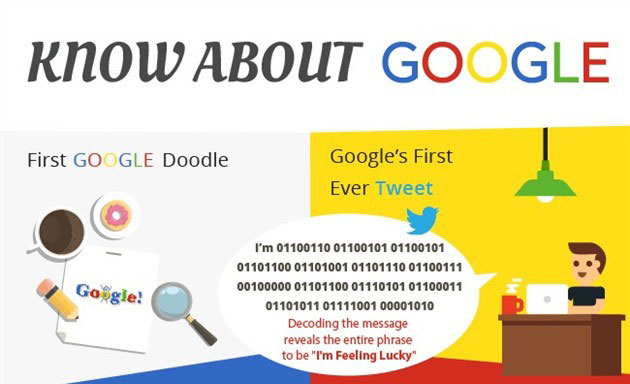 KNOW ABOUT GOOGLE
First GOOGLE Doodle
Google's First
Ever Tweet
Google!
I'm 01100110 01100101 01100101
01101100 01101001 01101110 01100111
00100000 01101100 01110101 01100011
01101011 01111001 00001010
Decoding the message
reveals the entire phrase
to be "I'm Feeling Lucky"